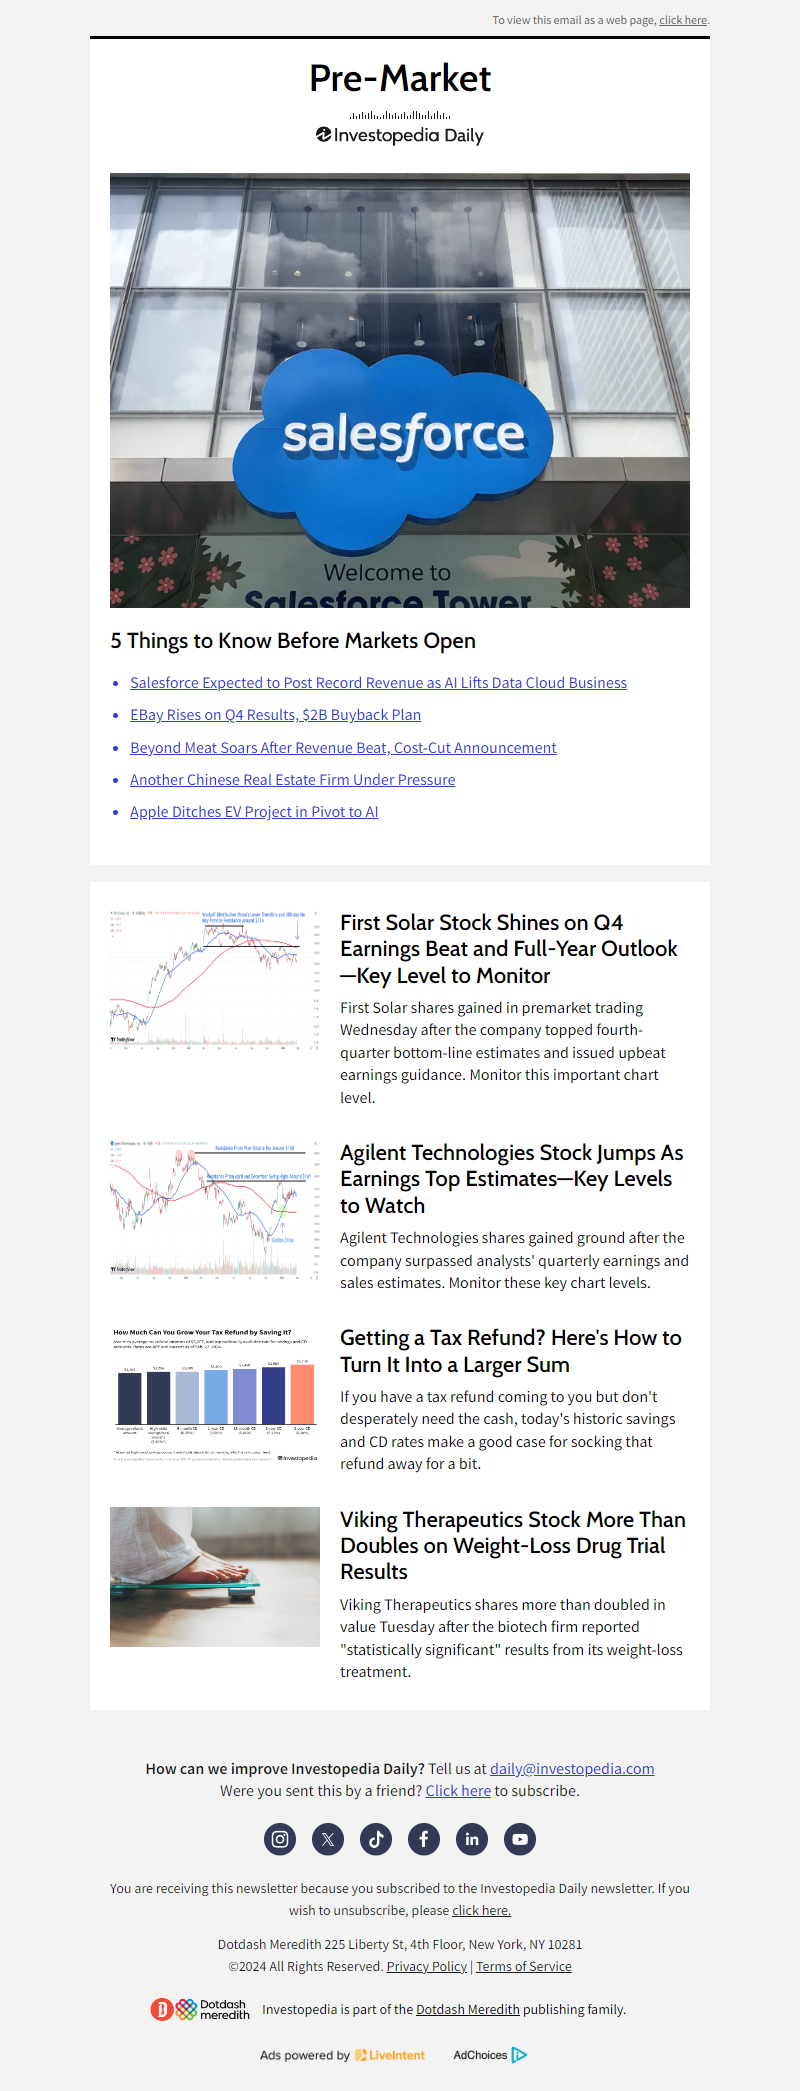 To view this email as a web page, click here.
Pre-Market
Investopedia Daily
salesforce
Welcome to
Salesforce Tower
5 Things to Know Before Markets Open
Salesforce Expected to Post Record Revenue as AI Lifts Data Cloud Business
EBay Rises on Q4 Results, $2B Buyback Plan
Beyond Meat Soars After Revenue Beat, Cost-Cut Announcement
Another Chinese Real Estate Firm Under Pressure
Apple Ditches EV Project in Pivot to AI
First Solar Stock Shines on Q4
Earnings Beat and Full-Year Outlook
—Key Level to Monitor
First Solar shares gained in premarket trading
Wednesday after the company topped fourth-
quarter bottom-line estimates and issued upbeat
earnings guidance. Monitor this important chart
level.
Agilent Technologies Stock Jumps As
Earnings Top Estimates—Key Levels
to Watch
Agilent Technologies shares gained ground after the
company surpassed analysts' quarterly earnings and
sales estimates. Monitor these key chart levels.
How Much Can You Grow Your Tax Refund by Saving It?
Investopedia
Getting a Tax Refund? Here's How to
Turn It Into a Larger Sum
If you have a tax refund coming to you but don't
desperately need the cash, today's historic savings
and CD rates make a good case for socking that
refund away for a bit.
Viking Therapeutics Stock More Than
Doubles on Weight-Loss Drug Trial
Results
Viking Therapeutics shares more than doubled in
value Tuesday after the biotech firm reported
"statistically significant" results from its weight-loss
treatment.
How can we improve Investopedia Daily? Tell us at daily@investopedia.com
Were you sent this by a friend? Click here to subscribe.
You are receiving this newsletter because you subscribed to the Investopedia Daily newsletter. If you
wish to unsubscribe, please click here.
Dotdash Meredith 225 Liberty St, 4th Floor, New York, NY 10281
©2024 All Rights Reserved. Privacy Policy | Terms of Service
Dotdash
meredith
Investopedia is part of the Dotdash Meredith publishing family.
Ads powered by LiveIntent
AdChoices